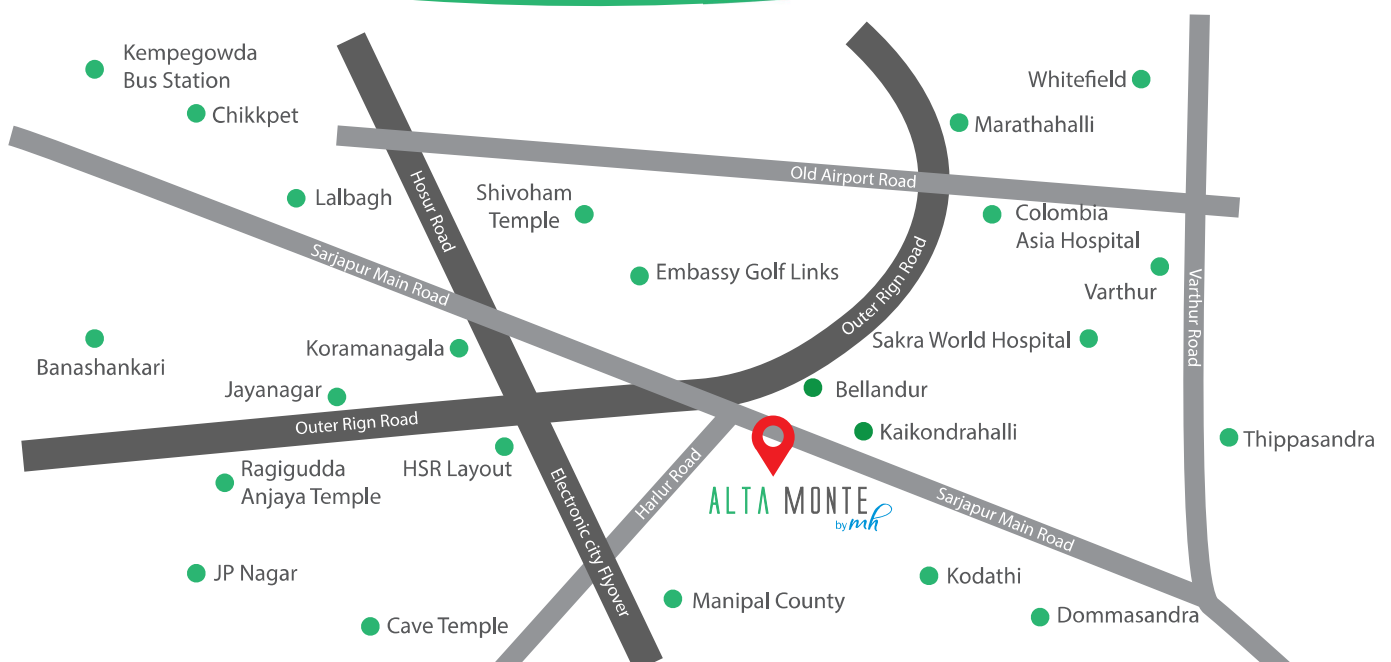 Kempegowda
Bus Station
Whitefield
Chikkpet
Marathahalli
Old Airport Road
Hosur Road
Lalbagh
Shivoham
Temple
Colombia
Asia Hospital
Sarjapur Main Road
Embassy Golf Links
Outer Rign Road
Varthur
Varthur Road
Koramanagala
Sakra World Hospital
Banashankari
Jayanagar
Bellandur
Outer Rign Road
Kaikondrahalli
Thippasandra
Ragigudda
Anjaya Temple
HSR Layout
Harlur Road
ALTA MONTE
by mh
Sarjapur Main Road
Electronic city Flyover
JP Nagar
Kodathi
Manipal County
Cave Temple
Dommasandra